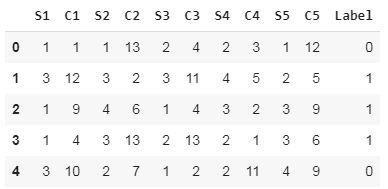 S1 C1 S2 C2 S3 C3 S4 C4 S5 C5 Label
0 1 1 1 13 2 4 2 3 1 12 0
1 3 12 3 2 3 11 4 5 2 5 1
2 1 9 4 6 1 4 3 2 3 9 1
3 1 4 3 13 2 13 2 1 3 6 1
4 3 10 2 7 1 2 2 11 4 9 0